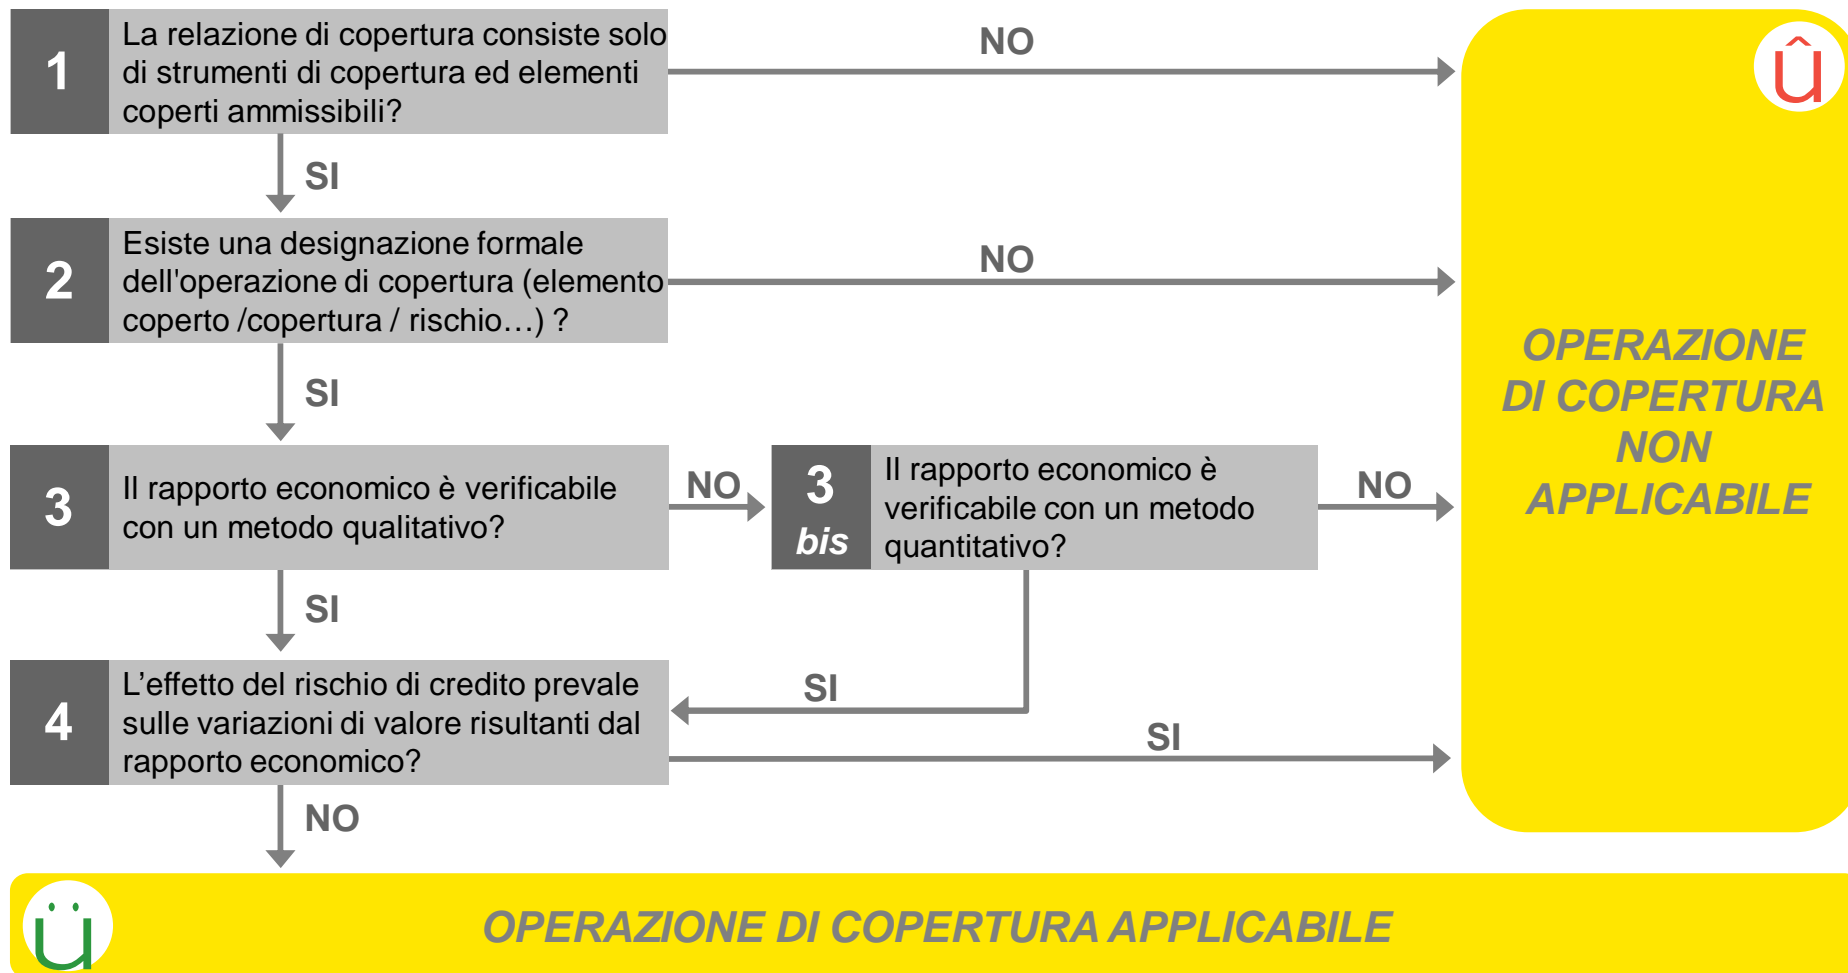 1
La relazione di copertura consiste solo
di strumenti di copertura ed elementi
coperti ammissibili?
NO
û
SI
2
Esiste una designazione formale
dell'operazione di copertura (elemento
coperto /copertura / rischio…) ?
NO
SI
3
Il rapporto economico è verificabile
con un metodo qualitativo?
NO
3
bis
Il rapporto economico è
verificabile con un metodo
quantitativo?
NO
SI
SI
4
L’effetto del rischio di credito prevale
sulle variazioni di valore risultanti dal
rapporto economico?
SI
NO
OPERAZIONE
DI COPERTURA
NON
APPLICABILE
ü
OPERAZIONE DI COPERTURA APPLICABILE